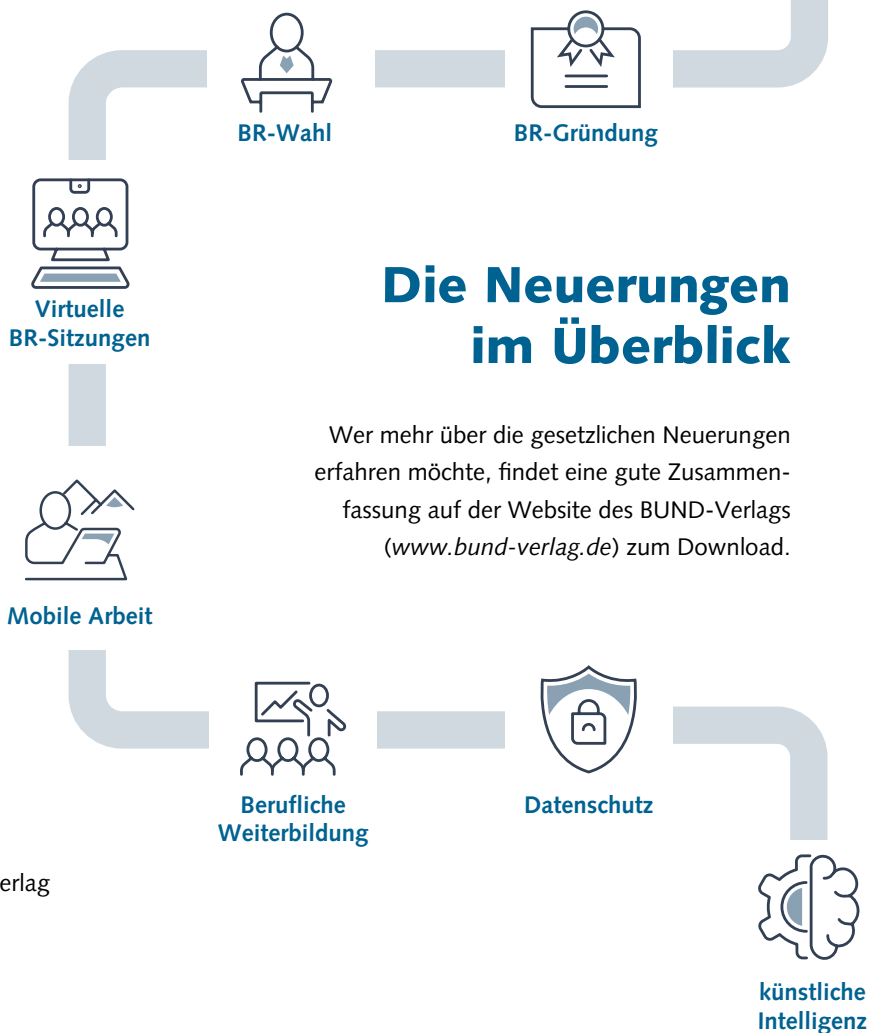 BR-Wahl
BR-Gründung
Virtuelle
BR-Sitzungen
Die Neuerungen
im Überblick
Wer mehr über die gesetzlichen Neuerungen
erfahren möchte, findet eine gute Zusammen-
fassung auf der Website des BUND-Verlags
(www.bund-verlag.de) zum Download.
Mobile Arbeit
Berufliche
Weiterbildung
Datenschutz
erlag
künstliche
Intelligenz